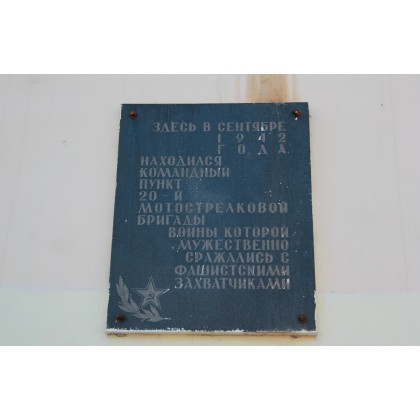 ЗДЕСЬ В СЕНТЯБРЕ
1942
ГОДА
НАХОДИЛСЯ
КОМАНДНЫЙ
ПУНКТ
20-Й
МОТОСТРЕЛКОВОЙ
БРИГАДЫ
ВОИНЫ КОТОРОЙ
МУЖЕСТВЕННО
СРАЖАЛИСЬ С
ФАШИСТСКИМИ
ЗАХВАТЧИКАМИ